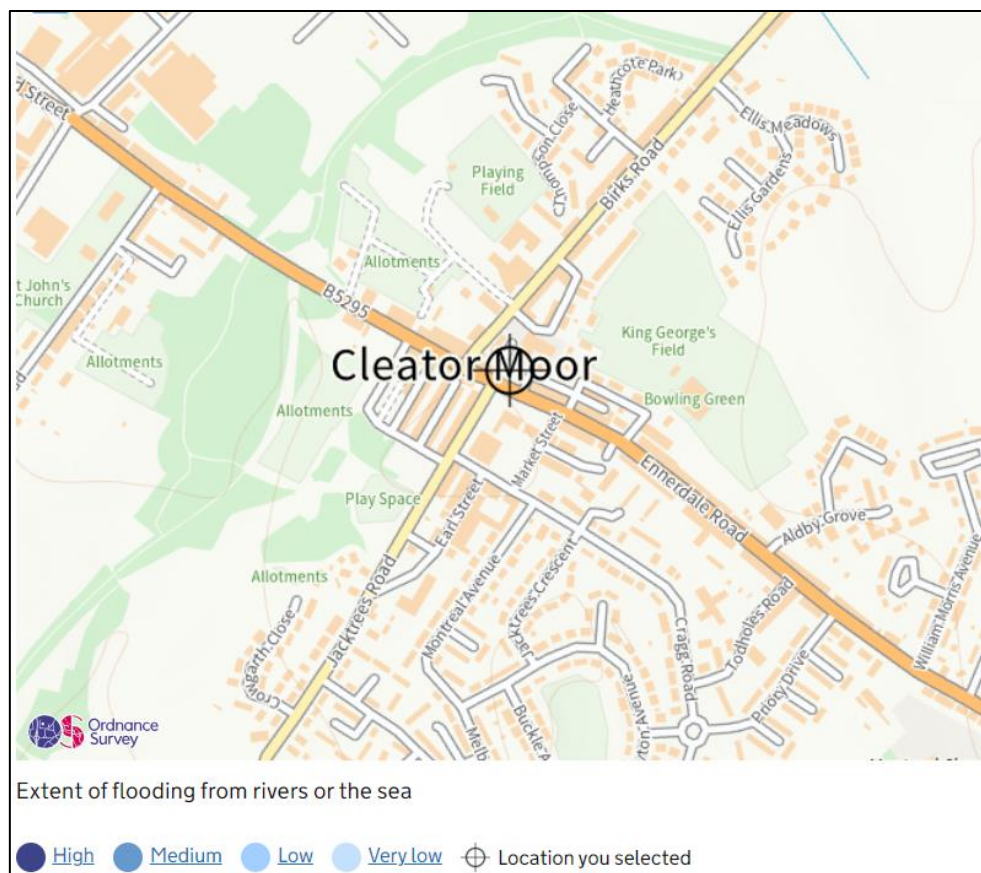 Street
Heathcote Park
Ellis Meadows
Playing
Field
Birks Road
Ellis Gardens
Allotments
St John's
Church
B5295
King George's
Field
Allotments
Cleator Moor
Allotments
Bowling Green
Market Street
Ennerdale Road
Play Space
Earl Street
Aldby Grove
Allotments
Montreal Avenue
Jacktrees Crescent
Cragg Road
Todholes Road
William Morris Avenue
Crowgarth Close
Jacktrees Road
Priory Drive
Buckle A
Ordnance
Survey
Extent of flooding from rivers or the sea
High Medium Low Very low Location you selected